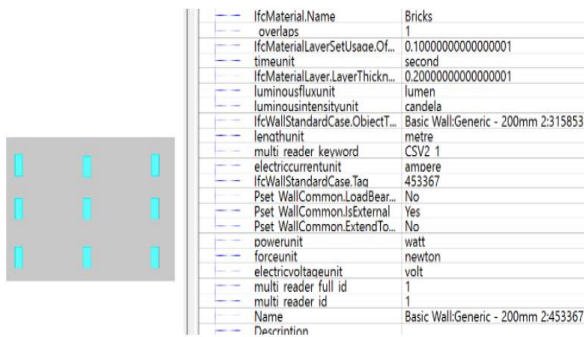 IfcMaterial.Name Bricks
overlaps 1
IfcMaterialLayerSetUsage.Of... 0.10000000000000001
timeunit second
IfcMaterialLayer.LayerThickn... 0.20000000000000001
luminousfluxunit lumen
luminousintensityunit candela
IfcWallStandardCase.ObjectT... Basic Wall:Generic - 200mm 2:315853
lengthunit metre
multi reader keyword CSV2 1
electriccurrentunit ampere
IfcWallStandardCase.Tag 453367
Pset WallCommon.LoadBear... No
Pset WallCommon.IsExternal Yes
Pset WallCommon.ExtendTo... No
powerunit watt
forceunit newton
electricvoltageunit volt
multi reader full id 1
multi reader id 1
Name Basic Wall:Generic - 200mm 2:453367
Description